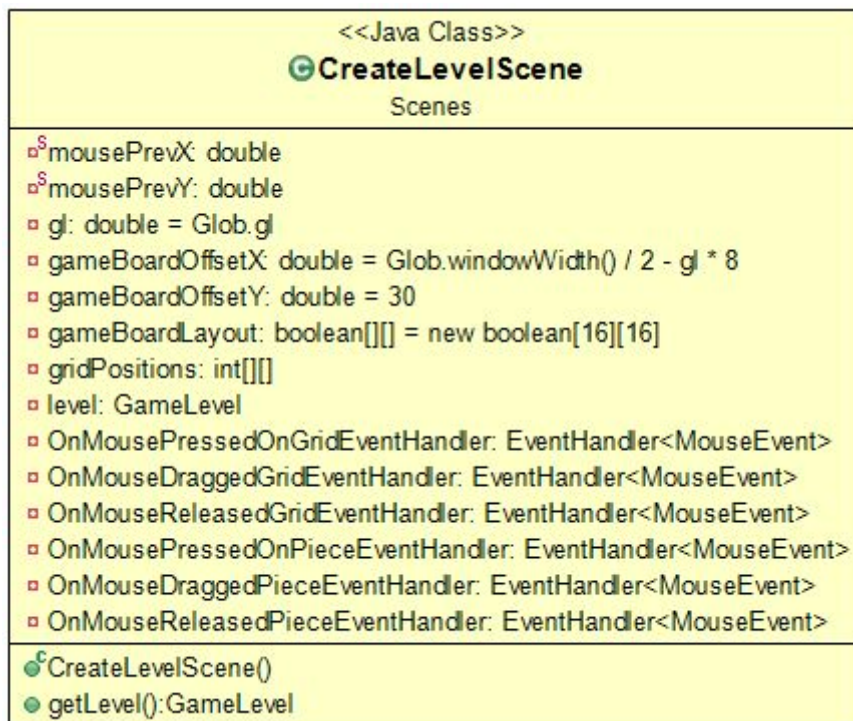 <<Java Class>>
CreateLevelScene
Scenes
mousePrevX: double
mousePrevY: double
gl: double = Glob.gl
gameBoardOffsetX: double = Glob.windowWidth() / 2 - gl * 8
gameBoardOffsetY: double = 30
gameBoardLayout: boolean[][] = new boolean[16][16]
gridPositions: int[][]
level: GameLevel
OnMousePressedOnGridEventHandler: EventHandler<MouseEvent>
OnMouseDraggedGridEventHandler: EventHandler<MouseEvent>
OnMouseReleasedGridEventHandler: EventHandler<MouseEvent>
OnMousePressedOnPieceEventHandler: EventHandler<MouseEvent>
OnMouseDraggedPieceEventHandler: EventHandler<MouseEvent>
OnMouseReleasedPieceEventHandler: EventHandler<MouseEvent>
CreateLevelScene()
getLevel():GameLevel